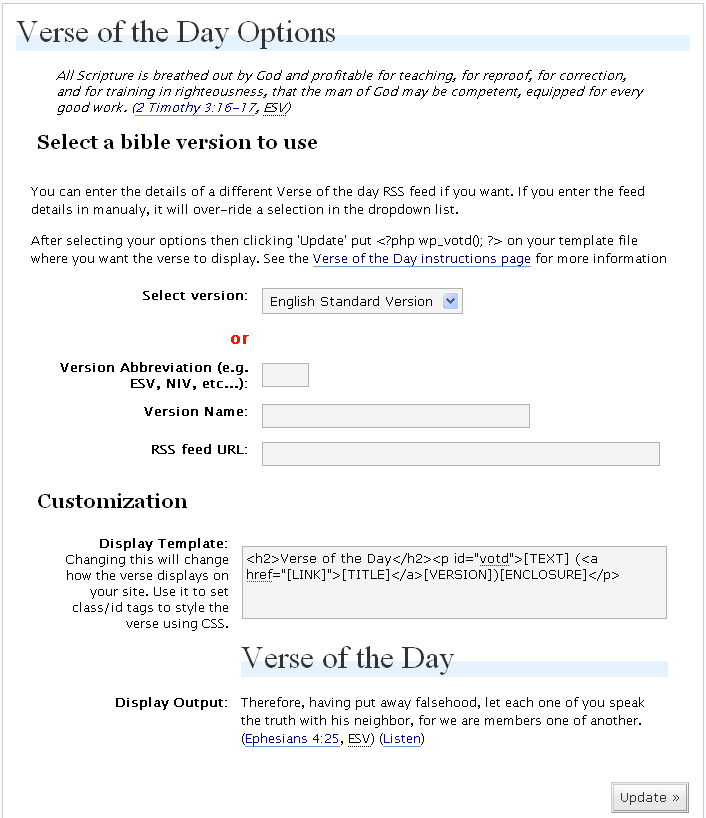 Verse of the Day Options
All Scripture is breathed out by God and profitable for teaching, for reproof, for correction,
and for training in righteousness, that the man of God may be competent, equipped for every
good work. (2 Timothy 3:16-17, ESV)
Select a bible version to use
You can enter the details of a different Verse of the day RSS feed if you want. If you enter the feed
details in manualy, it will over-ride a selection in the dropdown list.
After selecting your options then clicking 'Update' put <?php wp_votd(); ?> on your template file
where you want the verse to display. See the Verse of the Day instructions page for more information
Select version: English Standard Version
or
Version Abbreviation (e.g.
ESV, NIV, etc...):
Version Name:
RSS feed URL:
Customization
Display Template:
Changing this will change
how the verse displays on
your site. Use it to set
class/id tags to style the
verse using CSS.
<h2>Verse of the Day</h2><p id="votd">[TEXT] (<a
href="[LINK]">[TITLE]</a>[VERSION])[ENCLOSURE]</p>
Verse of the Day
Display Output:
Therefore, having put away falsehood, let each one of you speak
the truth with his neighbor, for we are members one of another.
(Ephesians 4:25, ESV) (Listen)
Update »